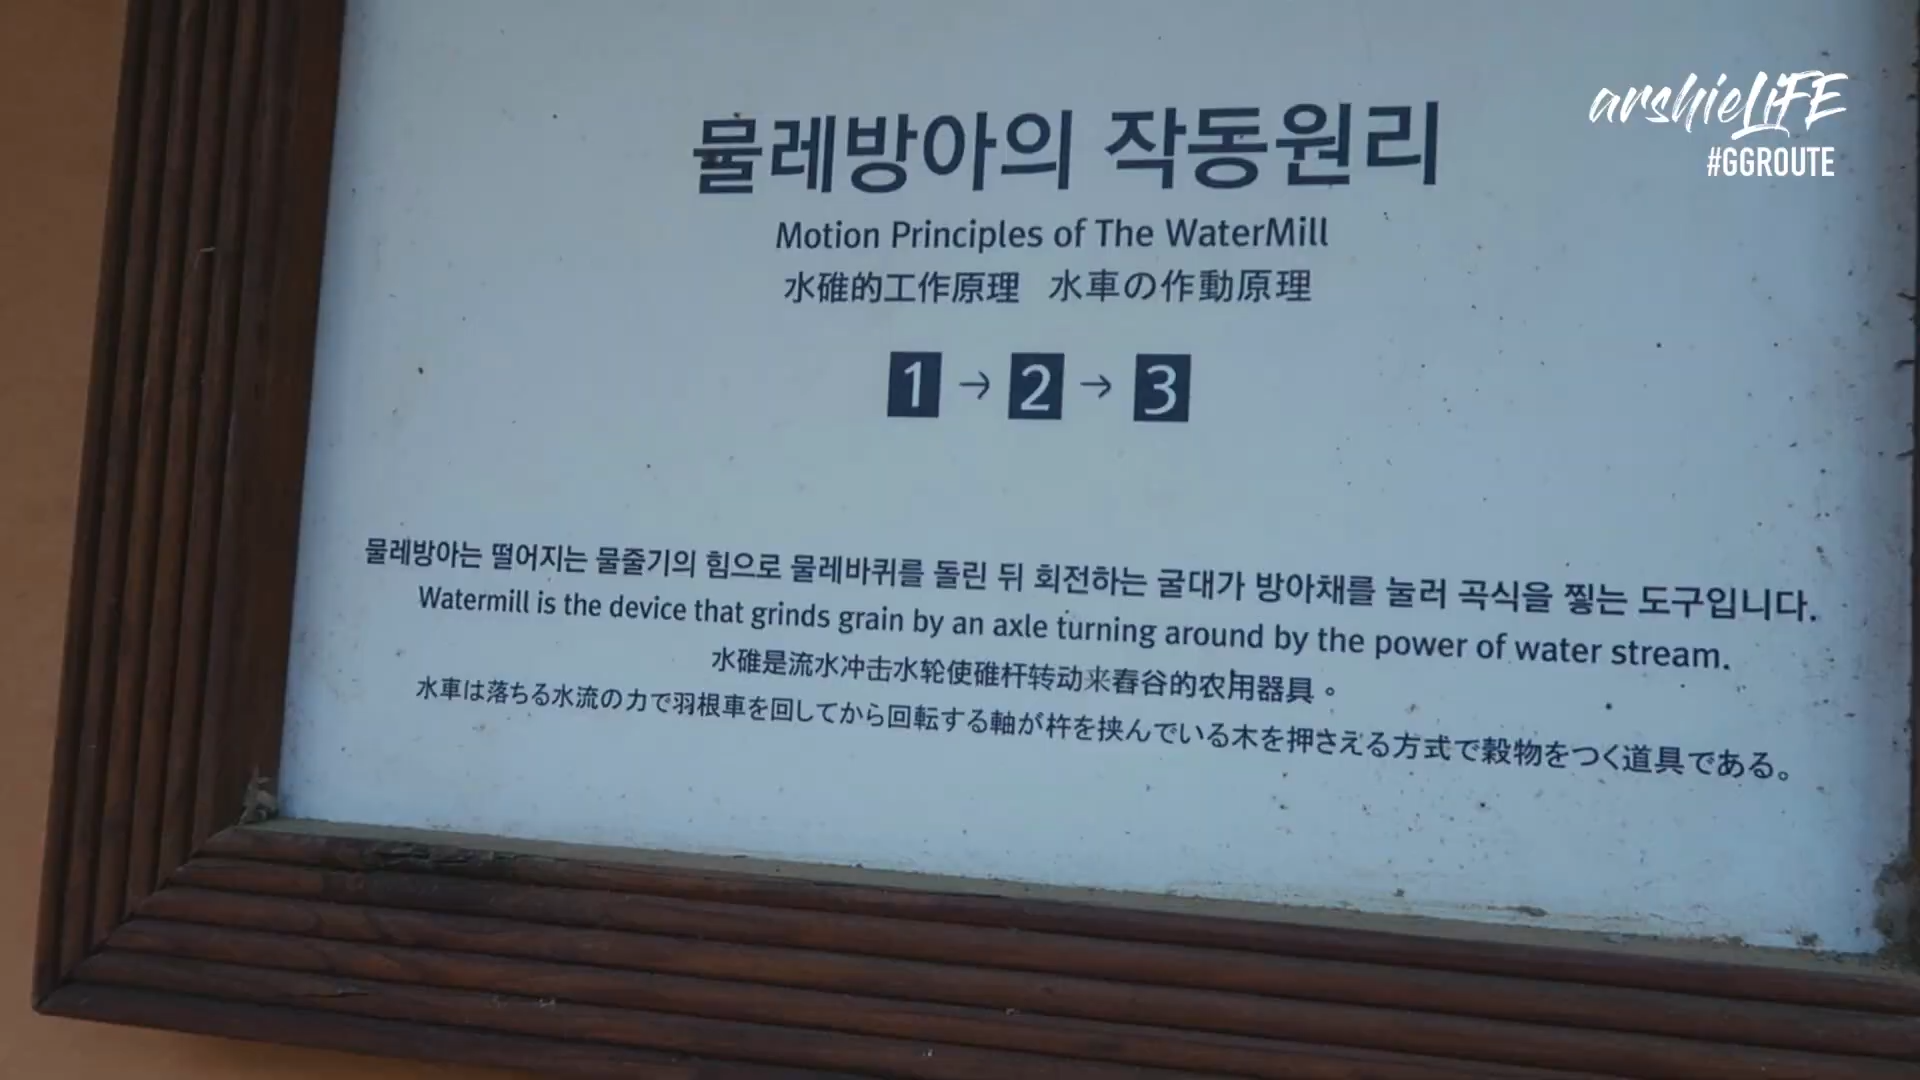 arshieLIFE
#GGROUTE
물레방아의 작동원리
Motion Principles of The WaterMill
水碓的工作原理 水車の作動原理
1 → 2 → 3
물레방아는 떨어지는 물줄기의 힘으로 물레바퀴를 돌린 뒤 회전하는 굴대가 방아채를 눌러 곡식을 찧는 도구입니다.
Watermill is the device that grinds grain by an axle turning around by the power of water stream.
水碓是流水冲击水轮使碓杆转动来舂谷的农用器具。
水車は落ちる水流の力で羽根車を回してから回転する軸が杵を挟んでいる木を押さえる方式で穀物をつく道具である。